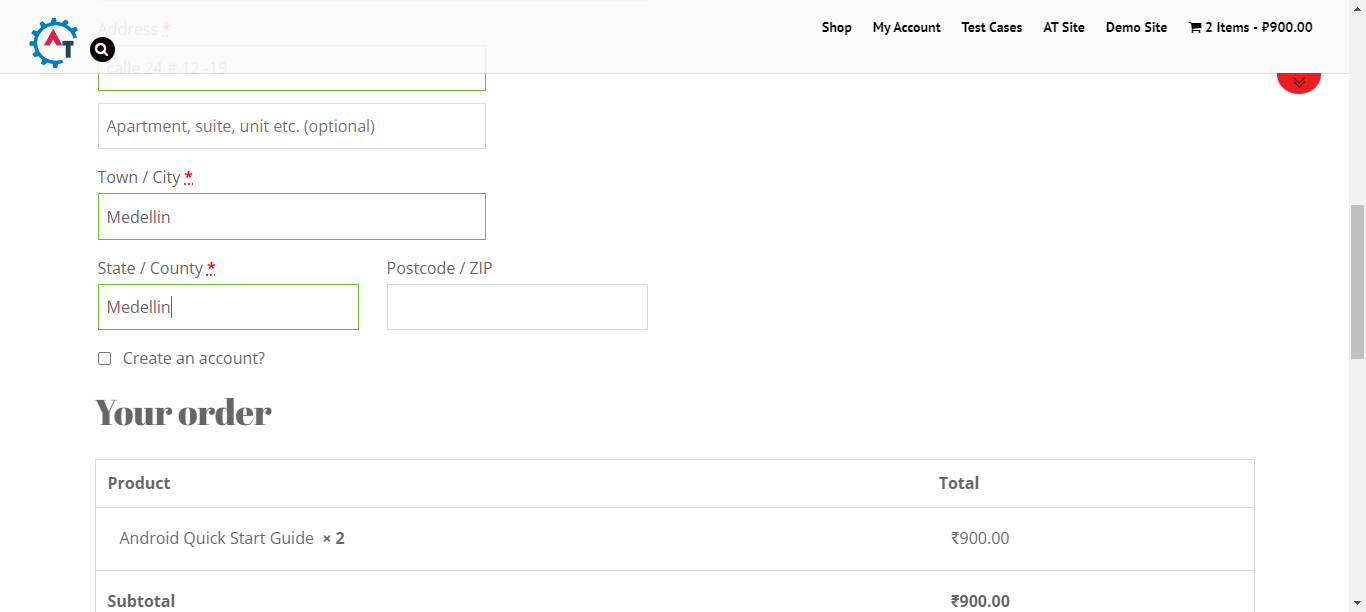 Address *
AT
Shop My Account Test Cases AT Site Demo Site 2 Items - ₹900.00
calle 24 # 12 -19
Apartment, suite, unit etc. (optional)
Town / City *
Medellin
State / County * Postcode / ZIP
Medellin
Create an account?
Your order
Product Total
Android Quick Start Guide × 2 ₹900.00
Subtotal ₹900.00